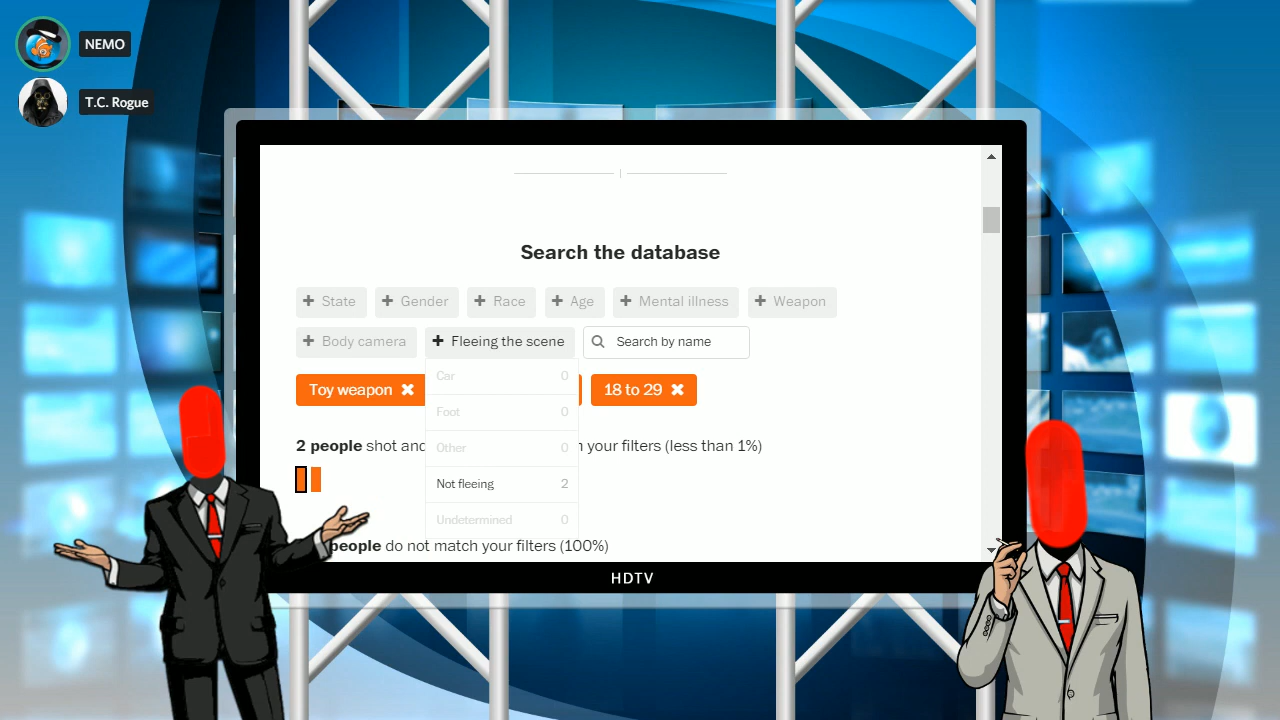 NEMO
T.C. Rogue
Search the database
State
Gender
Race
Age
Mental illness
Weapon
Body camera
Fleeing the scene
Search by name
Car 0
Foot 0
Other 0
Not fleeing 2
Undetermined 0
Toy weapon
18 to 29
2 people shot and your filters (less than 1%)
people do not match your filters (100%)
HDTV